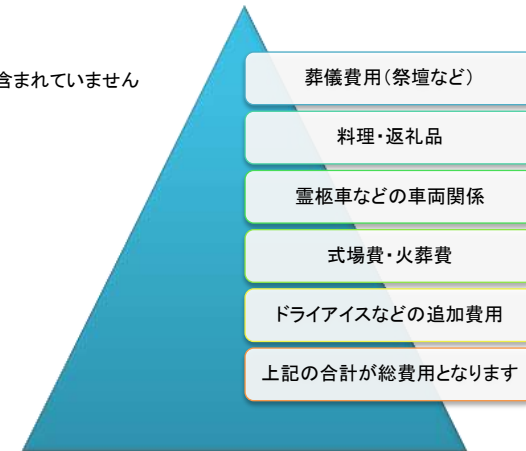 含まれていません
葬儀費用(祭壇など)
料理・返礼品
霊柩車などの車両関係
式場費・火葬費
ドライアイスなどの追加費用
上記の合計が総費用となります